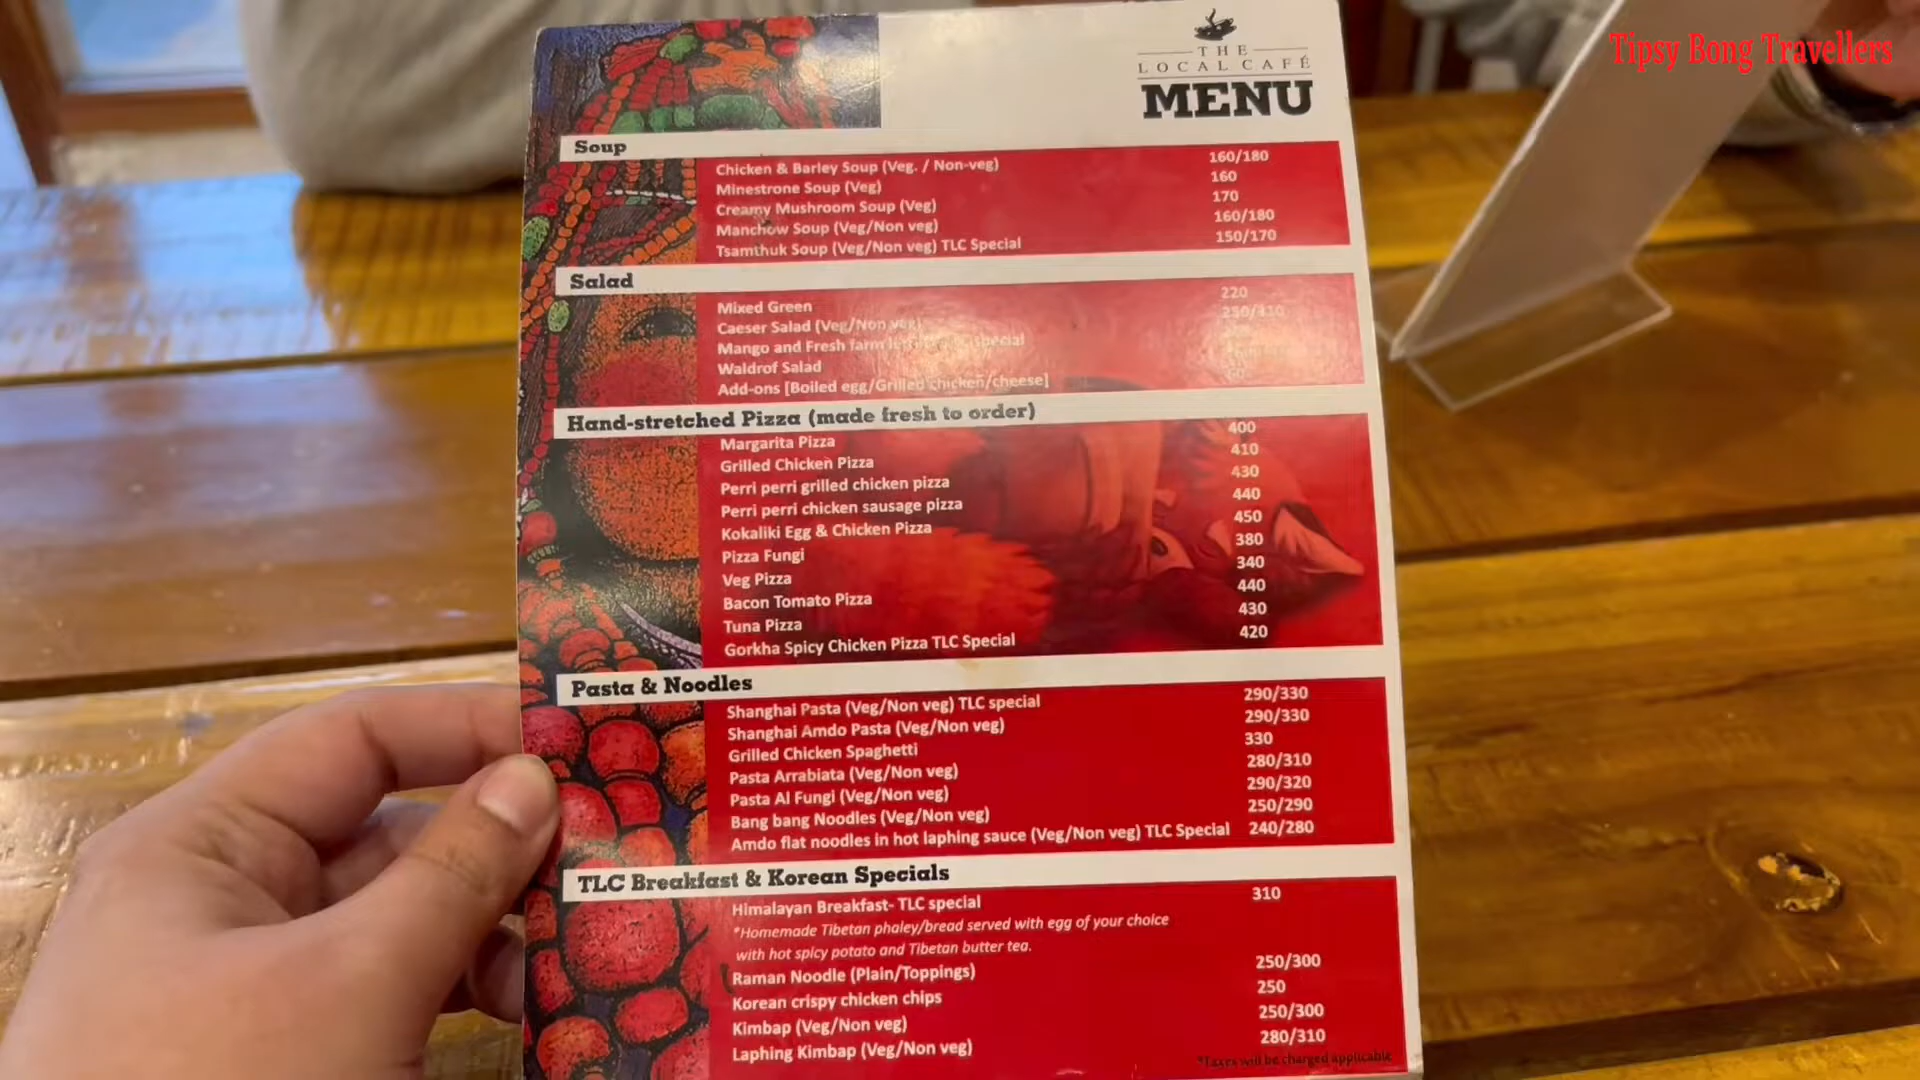 Tipsy Bong Travellers
THE
LOCAL CAFÉ
MENU
Soup
Chicken & Barley Soup (Veg. / Non-veg) 160/180
Minestrone Soup (Veg) 160
Creamy Mushroom Soup (Veg) 170
Manchow Soup (Veg/Non veg) 160/180
Tsamthuk Soup (Veg/Non veg) TLC Special 150/170
Salad
Mixed Green 220
Caeser Salad (Veg/Non veg) 250/310
Mango and Fresh farm special
Waldrof Salad
Add-ons [Boiled egg/Grilled chicken/cheese]
Hand-stretched Pizza (made fresh to order)
Margarita Pizza 400
Grilled Chicken Pizza 410
Perri perri grilled chicken pizza 430
Perri perri chicken sausage pizza 440
Kokaliki Egg & Chicken Pizza 450
Pizza Fungi 380
Veg Pizza 340
Bacon Tomato Pizza 440
Tuna Pizza 430
Gorkha Spicy Chicken Pizza TLC Special 420
Pasta & Noodles
Shanghai Pasta (Veg/Non veg) TLC special 290/330
Shanghai Amdo Pasta (Veg/Non veg) 290/330
Grilled Chicken Spaghetti 330
Pasta Arrabiata (Veg/Non veg) 280/310
Pasta Al Fungi (Veg/Non veg) 290/320
Bang bang Noodles (Veg/Non veg) 250/290
Amdo flat noodles in hot laphing sauce (Veg/Non veg) TLC Special 240/280
TLC Breakfast & Korean Specials
Himalayan Breakfast- TLC special 310
*Homemade Tibetan phaley/bread served with egg of your choice
with hot spicy potato and Tibetan butter tea.
Raman Noodle (Plain/Toppings) 250/300
Korean crispy chicken chips 250
Kimbap (Veg/Non veg) 250/300
Laphing Kimbap (Veg/Non veg) 280/310
*Taxes will be charged applicable